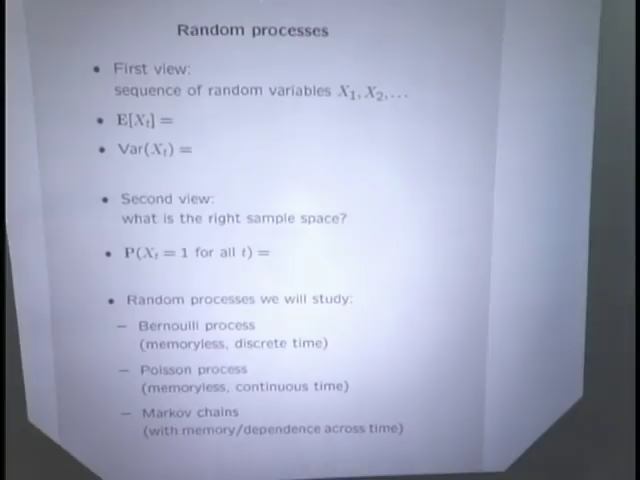 Random processes
• First view:
sequence of random variables X₁, X₂, ...
• E[Xₜ] =
• Var(Xₜ) =
• Second view:
what is the right sample space?
• P(Xₜ = 1 for all t) =
• Random processes we will study:
– Bernoulli process
(memoryless, discrete time)
– Poisson process
(memoryless, continuous time)
– Markov chains
(with memory/dependence across time)